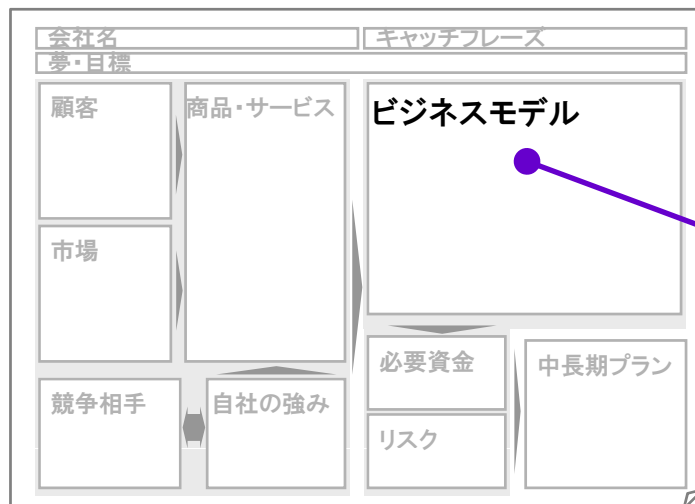 会社名
キャッチフレーズ
夢・目標
顧客
商品・サービス
ビジネスモデル
市場
必要資金
中長期プラン
競争相手
自社の強み
リスク